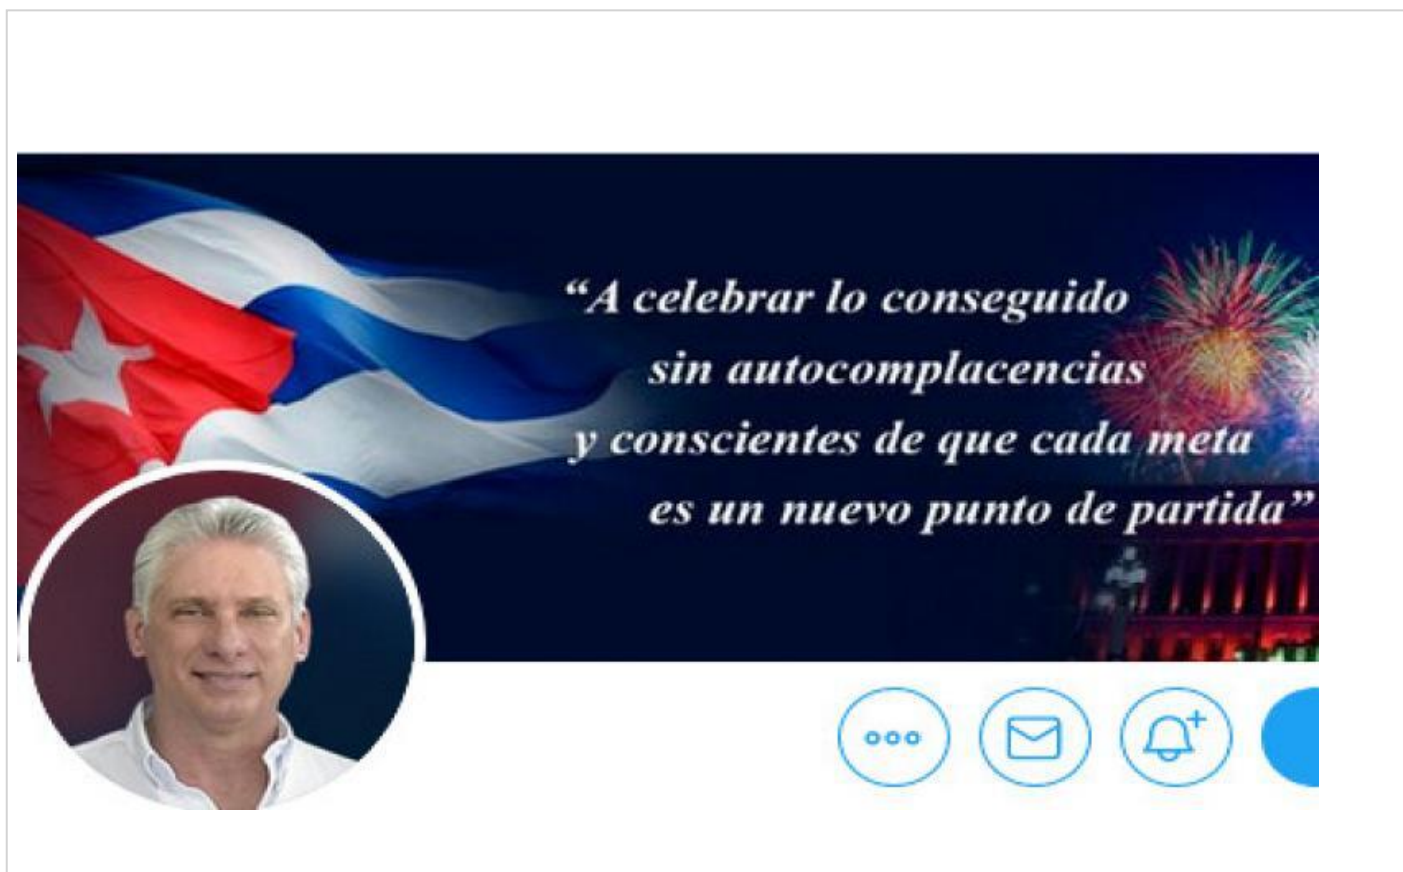 “A celebrar lo conseguido
sin autocomplacencias
y conscientes de que cada meta
es un nuevo punto de partida”